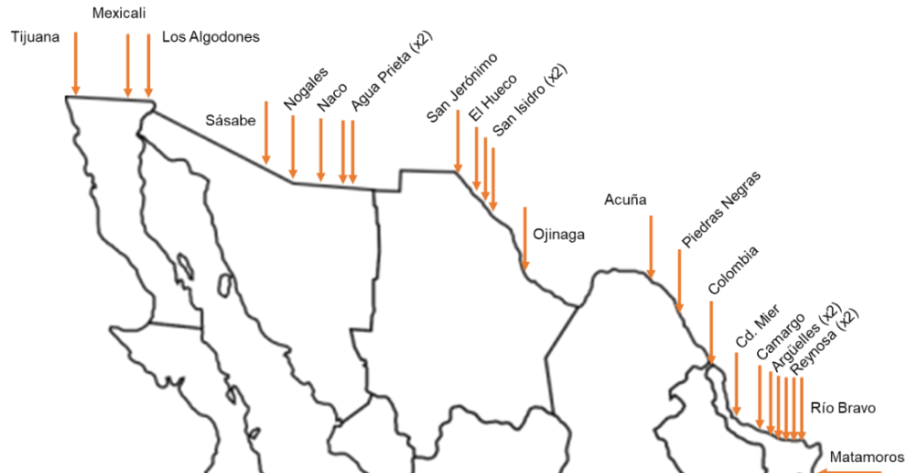 Mexicali
Tijuana
Los Algodones
Sásabe
Nogales
Naco
Agua Prieta (x2)
San Jerónimo
El Hueco
San Isidro (x2)
Ojinaga
Acuña
Piedras Negras
Colombia
Cd. Mier
Camargo
Argüelles (x2)
Reynosa (x2)
Río Bravo
Matamoros